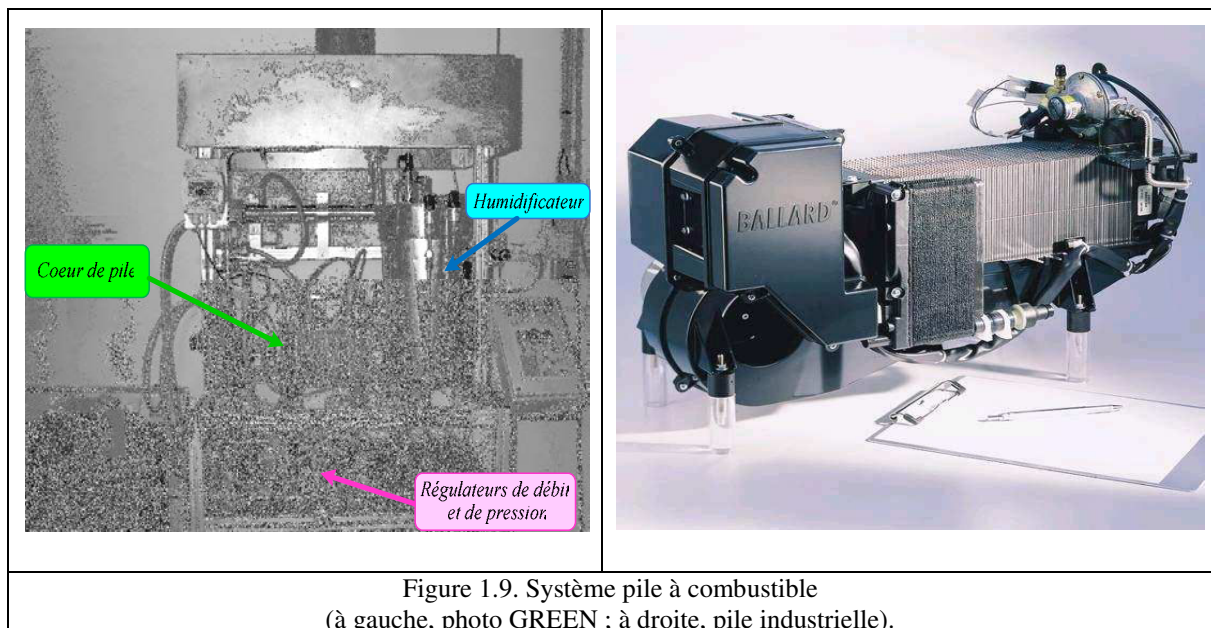 Humidificateur
Coeur de pile
Régulateurs de débit
et de pression
BALLARD®
Figure 1.9. Système pile à combustible
(à gauche, photo GREEN ; à droite, pile industrielle).